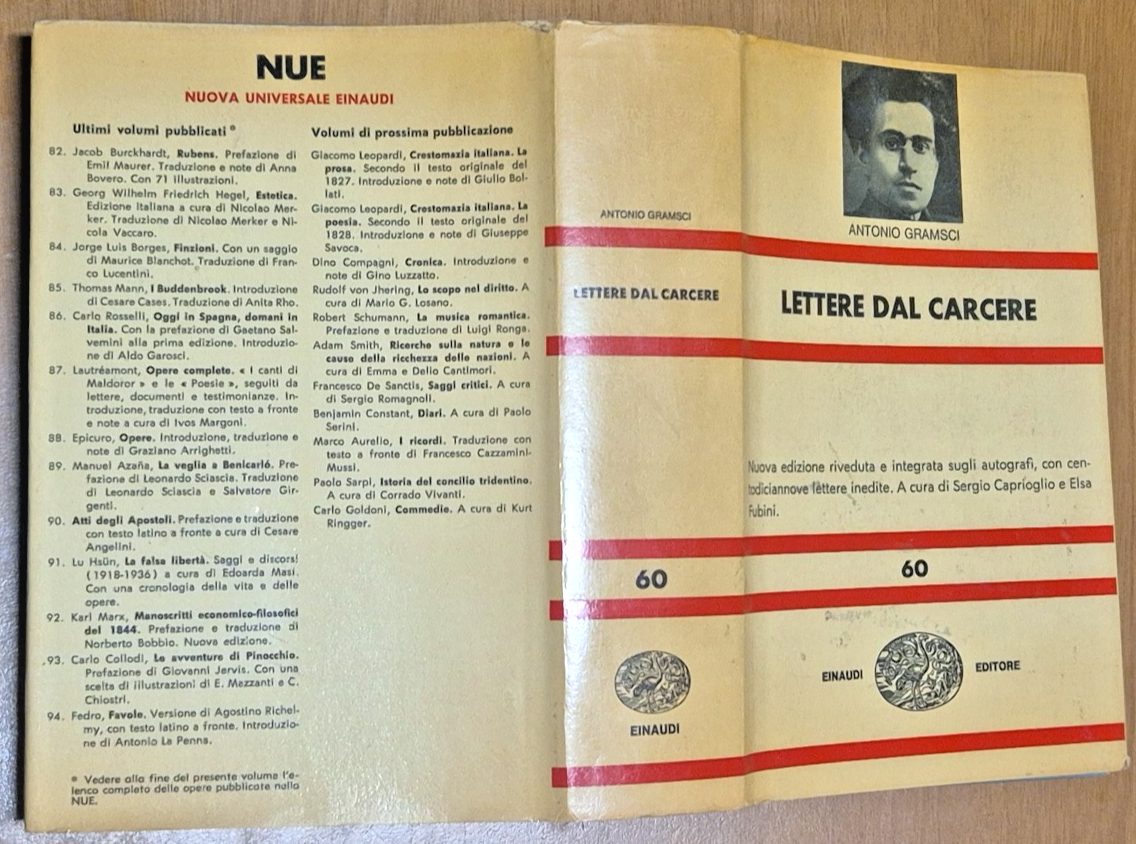 NUE
NUOVA UNIVERSALE EINAUDI
Ultimi volumi pubblicati *
82. Jacob Burckhardt, Rubens. Prefazione di
Emil Maurer. Traduzione e note di Anna
Bovero. Con 71 illustrazioni.
83. Georg Wilhelm Friedrich Hegel, Estetica.
Edizione italiana a cura di Nicolao Mer-
ker. Traduzione di Nicolao Merker e Ni-
cola Vaccaro.
84. Jorge Luis Borges, Finzioni. Con un saggio
di Maurice Blanchot. Traduzione di Fran-
co Lucentini.
85. Thomas Mann, I Buddenbrook. Introduzione
di Cesare Cases. Traduzione di Anita Rho.
86. Carlo Rosselli, Oggi in Spagna, domani in
Italia. Con la prefazione di Gaetano Sal-
vemini alla prima edizione. Introduzio-
ne di Aldo Garosci.
87. Lautréamont, Opere complete. « I canti di
Maldoror » e le « Poesie », seguiti da
lettere, documenti e testimonianze. In-
troduzione, traduzione con testo a fronte
e note a cura di Ivos Margoni.
88. Epicuro, Opere. Introduzione, traduzione e
note di Graziano Arrighetti.
89. Manuel Azaña, La veglia a Benicarló. Pre-
fazione di Leonardo Sciascia. Traduzione
di Leonardo Sciascia e Salvatore Gir-
genti.
90. Atti degli Apostoli. Prefazione e traduzione
con testo latino a fronte a cura di Cesare
Angelini.
91. Lu Hsün, La falsa libertà. Saggi e discorsi
(1918-1936) a cura di Edoarda Masi.
Con una cronologia della vita e delle
opere.
92. Karl Marx, Manoscritti economico-filosofici
del 1844. Prefazione e traduzione di
Norberto Bobbio. Nuova edizione.
93. Carlo Collodi, Le avventure di Pinocchio.
Prefazione di Giovanni Jervis. Con una
scelta di illustrazioni di E. Mazzanti e C.
Chiostri.
94. Fedro, Favole. Versione di Agostino Richel-
my, con testo latino a fronte. Introduzio-
ne di Antonio La Penna.
* Vedere alla fine del presente volume l'e-
lenco completo delle opere pubblicate nella
NUE.
Volumi di prossima pubblicazione
Giacomo Leopardi, Crestomazia italiana. La
prosa. Secondo il testo originale del
1827. Introduzione e note di Giulio Bol-
lati.
Giacomo Leopardi, Crestomazia italiana. La
poesia. Secondo il testo originale del
1828. Introduzione e note di Giuseppe
Savoca.
Dino Compagni, Cronica. Introduzione e
note di Gino Luzzatto.
Rudolf von Jhering, Lo scopo nel diritto. A
cura di Mario G. Losano.
Robert Schumann, La musica romantica.
Prefazione e traduzione di Luigi Ronga.
Adam Smith, Ricerche sulla natura e le
cause della ricchezza delle nazioni. A
cura di Emma e Delio Cantimori.
Francesco De Sanctis, Saggi critici. A cura
di Sergio Romagnoli.
Benjamin Constant, Diari. A cura di Paolo
Serini.
Marco Aurelio, I ricordi. Traduzione con
testo a fronte di Francesco Cazzamini-
Mussi.
Paolo Sarpi, Istoria del concilio tridentino.
A cura di Corrado Vivanti.
Carlo Goldoni, Commedie. A cura di Kurt
Ringger.
ANTONIO GRAMSCI
LETTERE DAL CARCERE
60
EINAUDI
ANTONIO GRAMSCI
LETTERE DAL CARCERE
Nuova edizione riveduta e integrata sugli autografi, con cen-
todiciannove lettere inedite. A cura di Sergio Caprioglio e Elsa
Fubini.
60
EINAUDI EDITORE